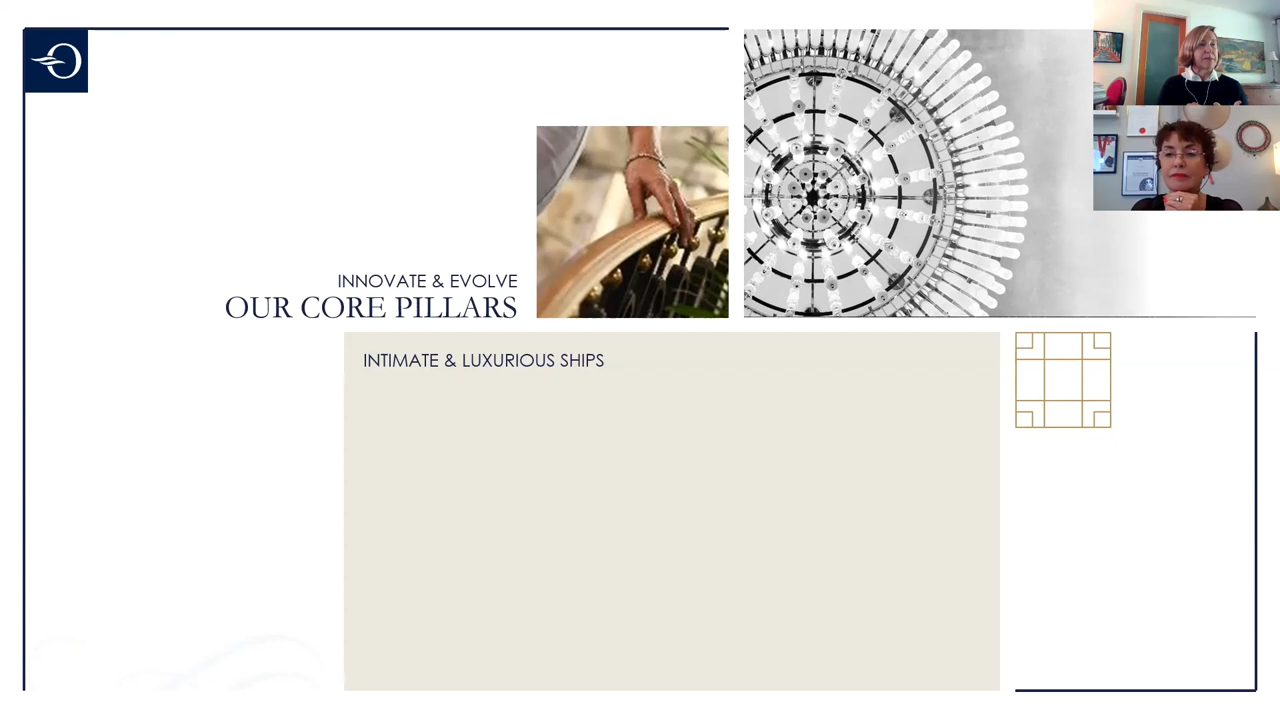 INNOVATE & EVOLVE
OUR CORE PILLARS
INTIMATE & LUXURIOUS SHIPS